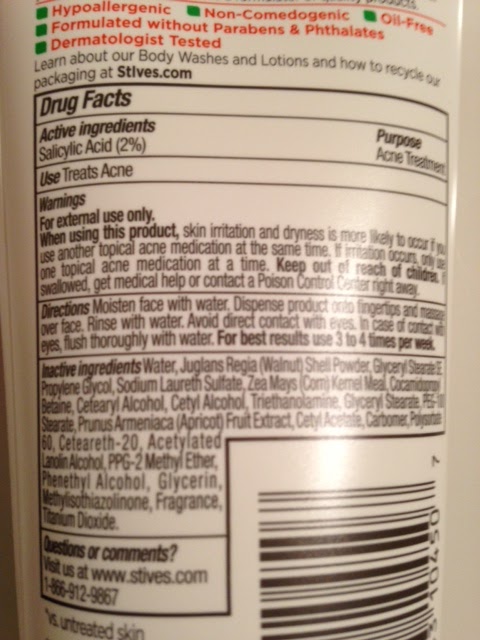 quality products.
Hypoallergenic Non-Comedogenic Oil-Free
Formulated without Parabens & Phthalates
Dermatologist Tested
Learn about our Body Washes and Lotions and how to recycle our
packaging at StIves.com
Drug Facts
Active ingredients Purpose
Salicylic Acid (2%) Acne Treatment
Use Treats Acne
Warnings
For external use only.
When using this product, skin irritation and dryness is more likely to occur if you
use another topical acne medication at the same time. If irritation occurs, only use
one topical acne medication at a time. Keep out of reach of children. If
swallowed, get medical help or contact a Poison Control Center right away.
Directions Moisten face with water. Dispense product onto fingertips and massage
over face. Rinse with water. Avoid direct contact with eyes. In case of contact with
eyes, flush thoroughly with water. For best results use 3 to 4 times per week.
Inactive ingredients Water, Juglans Regia (Walnut) Shell Powder, Glyceryl Stearate SE,
Propylene Glycol, Sodium Laureth Sulfate, Zea Mays (Corn) Kernel Meal, Cocamidopropyl
Betaine, Cetearyl Alcohol, Cetyl Alcohol, Triethanolamine, Glyceryl Stearate, PEG-100
Stearate, Prunus Armeniaca (Apricot) Fruit Extract, Cetyl Acetate, Carbomer, Polysorbate
60, Ceteareth-20, Acetylated
Lanolin Alcohol, PPG-2 Methyl Ether,
Phenethyl Alcohol, Glycerin,
Methylisothiazolinone, Fragrance,
Titanium Dioxide.
Questions or comments?
Visit us at www.stives.com
1-866-912-9867
*vs. untreated skin
10450 7